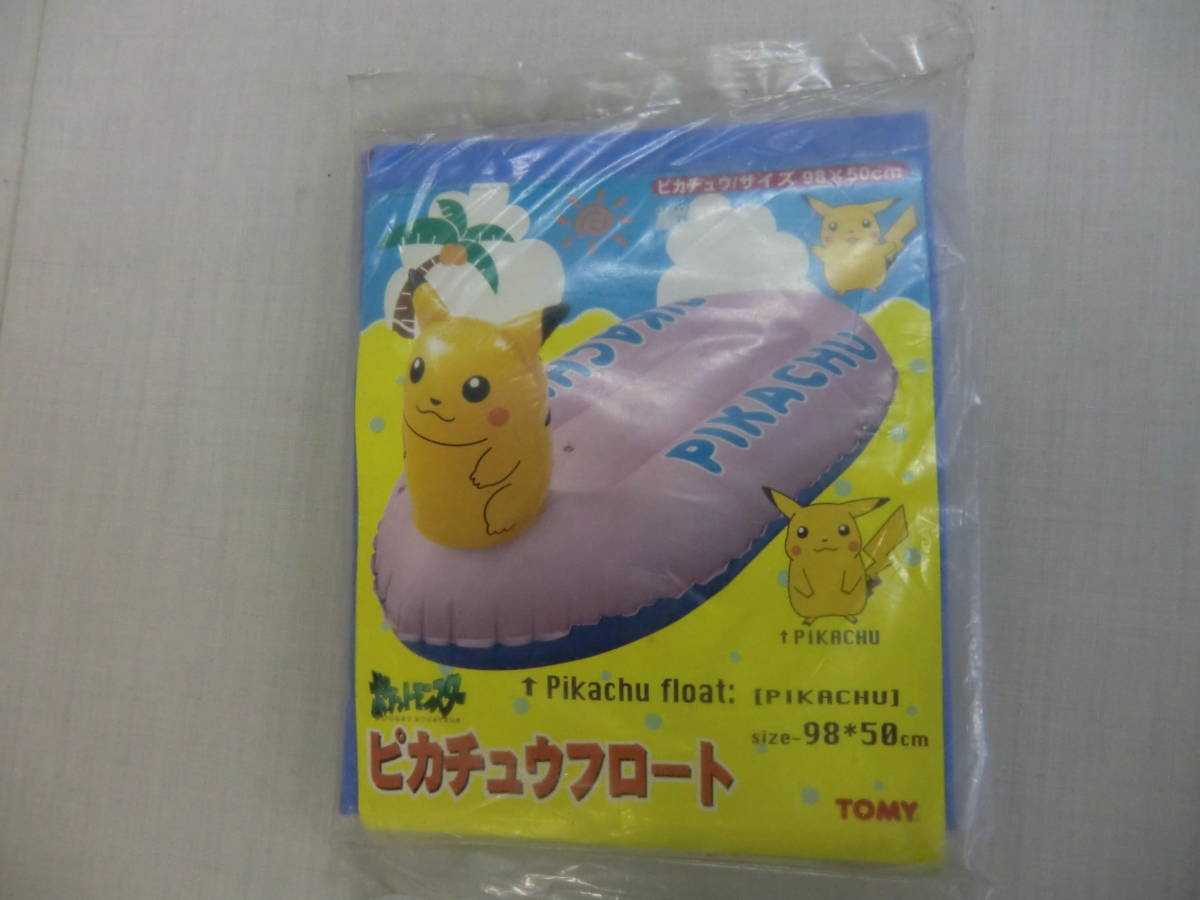 ピカチュウ/サイズ 98×50cm
PIKACHU
PIKACHU
↑PIKACHU
↑ Pikachu float: [PIKACHU]
size-98*50cm
ポケットモンスター
POCKET MONSTERS
ピカチュウフロート
TOMY